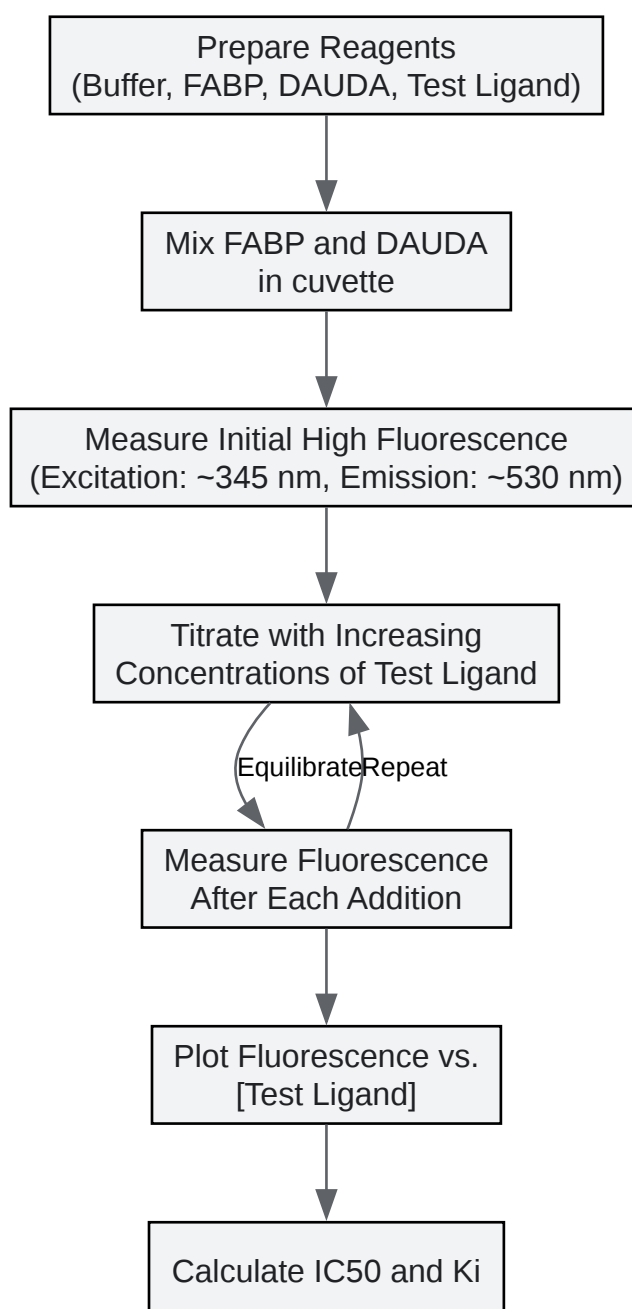 Prepare Reagents
(Buffer, FABP, DAUDA, Test Ligand)
Mix FABP and DAUDA
in cuvette
Measure Initial High Fluorescence
(Excitation: ~345 nm, Emission: ~530 nm)
Titrate with Increasing
Concentrations of Test Ligand
Equilibrate
Repeat
Measure Fluorescence
After Each Addition
Plot Fluorescence vs.
[Test Ligand]
Calculate IC50 and Ki